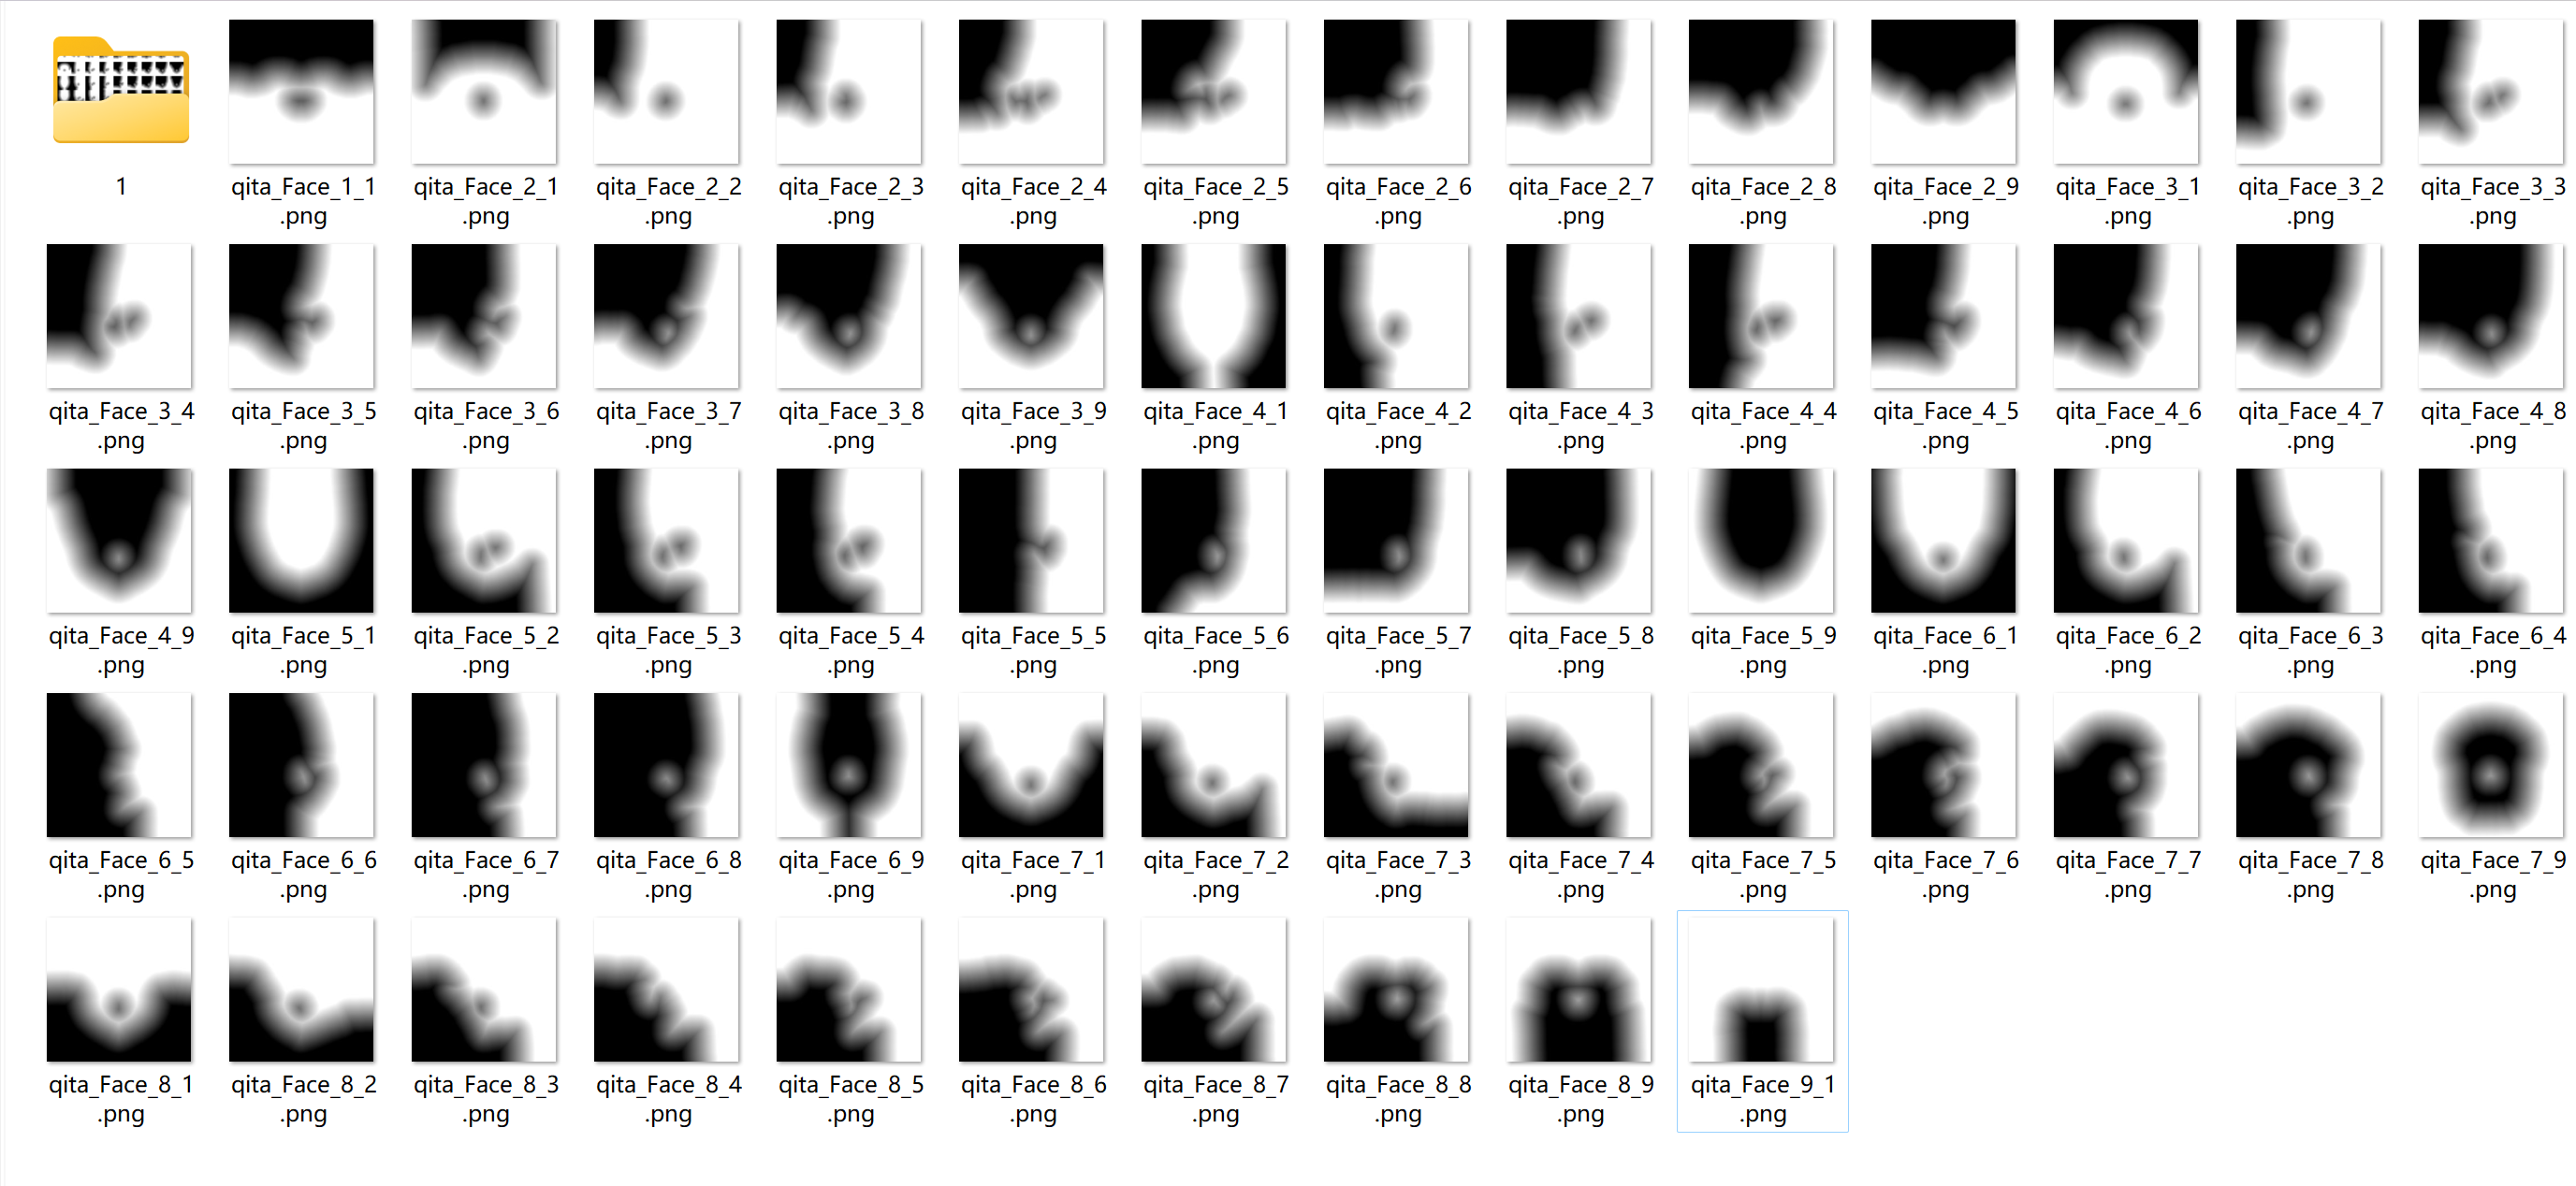 1
qita_Face_1_1
.png
qita_Face_2_1
.png
qita_Face_2_2
.png
qita_Face_2_3
.png
qita_Face_2_4
.png
qita_Face_2_5
.png
qita_Face_2_6
.png
qita_Face_2_7
.png
qita_Face_2_8
.png
qita_Face_2_9
.png
qita_Face_3_1
.png
qita_Face_3_2
.png
qita_Face_3_3
.png
qita_Face_3_4
.png
qita_Face_3_5
.png
qita_Face_3_6
.png
qita_Face_3_7
.png
qita_Face_3_8
.png
qita_Face_3_9
.png
qita_Face_4_1
.png
qita_Face_4_2
.png
qita_Face_4_3
.png
qita_Face_4_4
.png
qita_Face_4_5
.png
qita_Face_4_6
.png
qita_Face_4_7
.png
qita_Face_4_8
.png
qita_Face_4_9
.png
qita_Face_5_1
.png
qita_Face_5_2
.png
qita_Face_5_3
.png
qita_Face_5_4
.png
qita_Face_5_5
.png
qita_Face_5_6
.png
qita_Face_5_7
.png
qita_Face_5_8
.png
qita_Face_5_9
.png
qita_Face_6_1
.png
qita_Face_6_2
.png
qita_Face_6_3
.png
qita_Face_6_4
.png
qita_Face_6_5
.png
qita_Face_6_6
.png
qita_Face_6_7
.png
qita_Face_6_8
.png
qita_Face_6_9
.png
qita_Face_7_1
.png
qita_Face_7_2
.png
qita_Face_7_3
.png
qita_Face_7_4
.png
qita_Face_7_5
.png
qita_Face_7_6
.png
qita_Face_7_7
.png
qita_Face_7_8
.png
qita_Face_7_9
.png
qita_Face_8_1
.png
qita_Face_8_2
.png
qita_Face_8_3
.png
qita_Face_8_4
.png
qita_Face_8_5
.png
qita_Face_8_6
.png
qita_Face_8_7
.png
qita_Face_8_8
.png
qita_Face_8_9
.png
qita_Face_9_1
.png